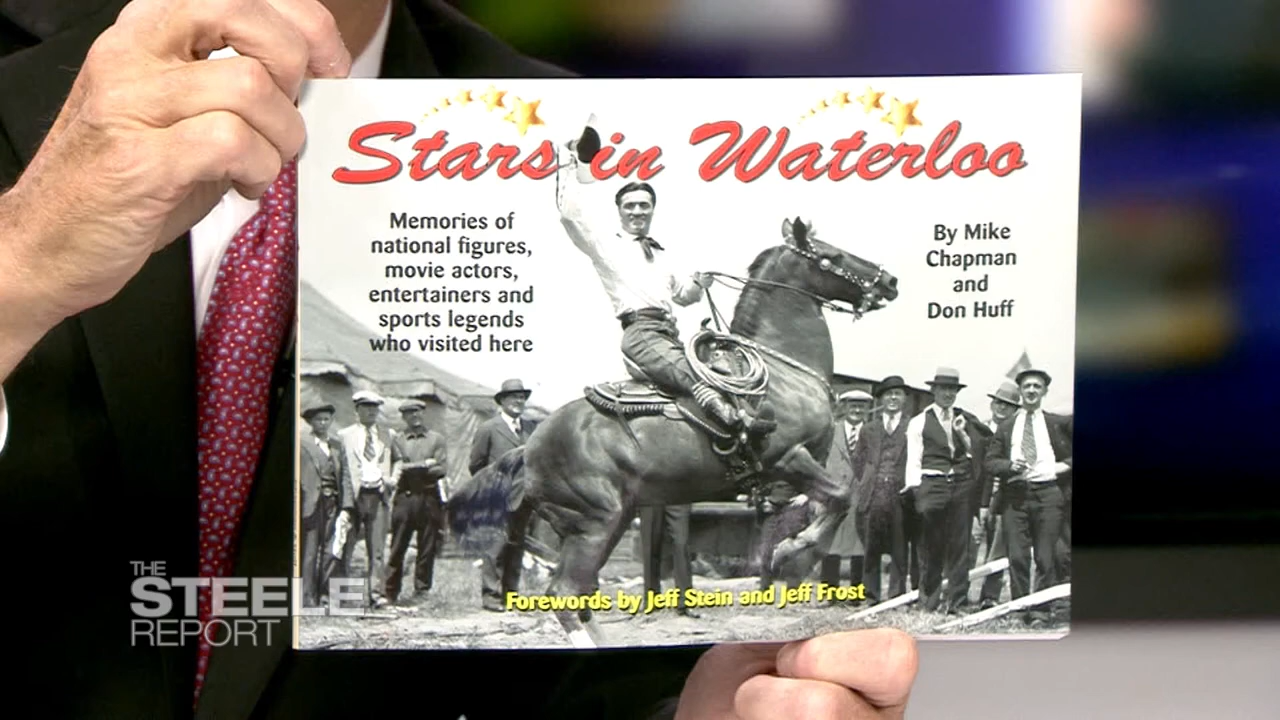 Stars in Waterloo
Memories of
national figures,
movie actors,
entertainers and
sports legends
who visited here
By Mike
Chapman
and
Don Huff
Forewords by Jeff Stein and Jeff Frost
THE
STEELE
REPORT